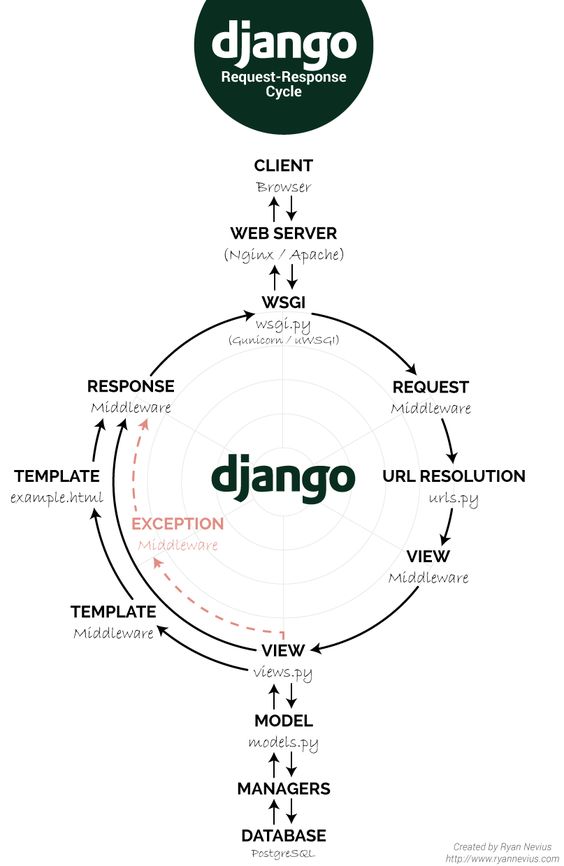 django
Request-Response
Cycle
CLIENT
Browser
WEB SERVER
(Nginx / Apache)
WSGI
wsgi.py
(Gunicorn / uWSGI)
RESPONSE
Middleware
REQUEST
Middleware
TEMPLATE
example.html
django
URL RESOLUTION
urls.py
EXCEPTION
Middleware
VIEW
Middleware
TEMPLATE
Middleware
VIEW
views.py
MODEL
models.py
MANAGERS
DATABASE
PostgreSQL
Created by Ryan Nevius
http://www.ryannevius.com